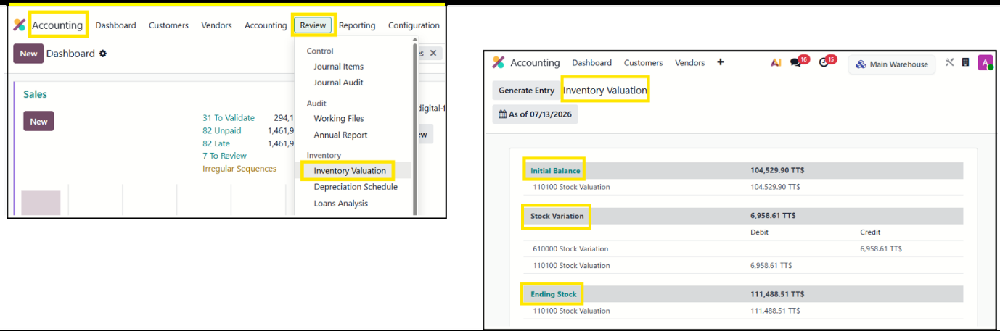 Accounting Dashboard Customers Vendors Accounting Review Reporting Configuration
New Dashboard
Control
Journal Items
Journal Audit
Audit
Working Files
Annual Report
Inventory
Inventory Valuation
Depreciation Schedule
Loans Analysis
Sales
New
31 To Validate 294,1
82 Unpaid 1,461,9
82 Late 1,461,9
7 To Review
Irregular Sequences
digital-f
Accounting Dashboard Customers Vendors + AI 16 15 Main Warehouse A
Generate Entry Inventory Valuation
As of 07/13/2026
Initial Balance 104,529.90 TT$
110100 Stock Valuation 104,529.90 TT$
Stock Variation 6,958.61 TT$
Debit Credit
610000 Stock Variation 6,958.61 TT$
110100 Stock Valuation 6,958.61 TT$
Ending Stock 111,488.51 TT$
110100 Stock Valuation 111,488.51 TT$